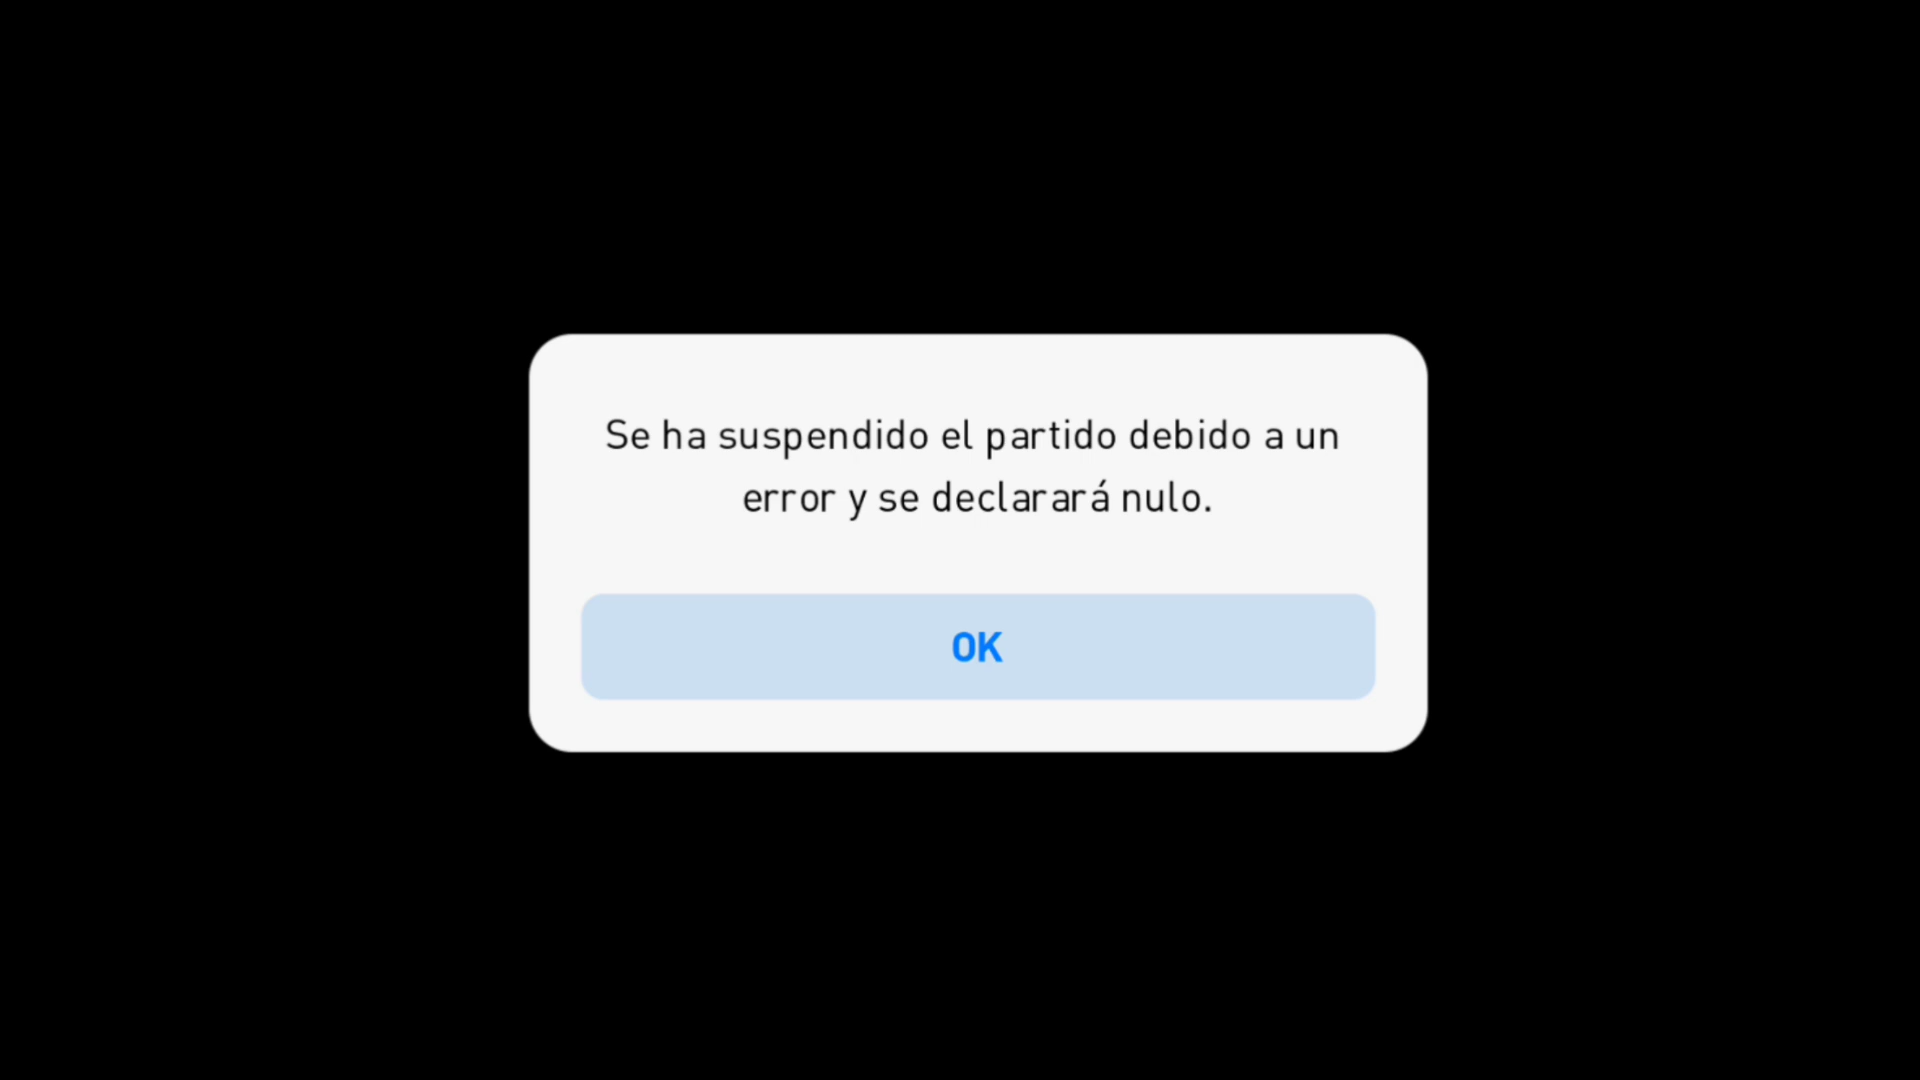 Se ha suspendido el partido debido a un
error y se declarará nulo.
OK